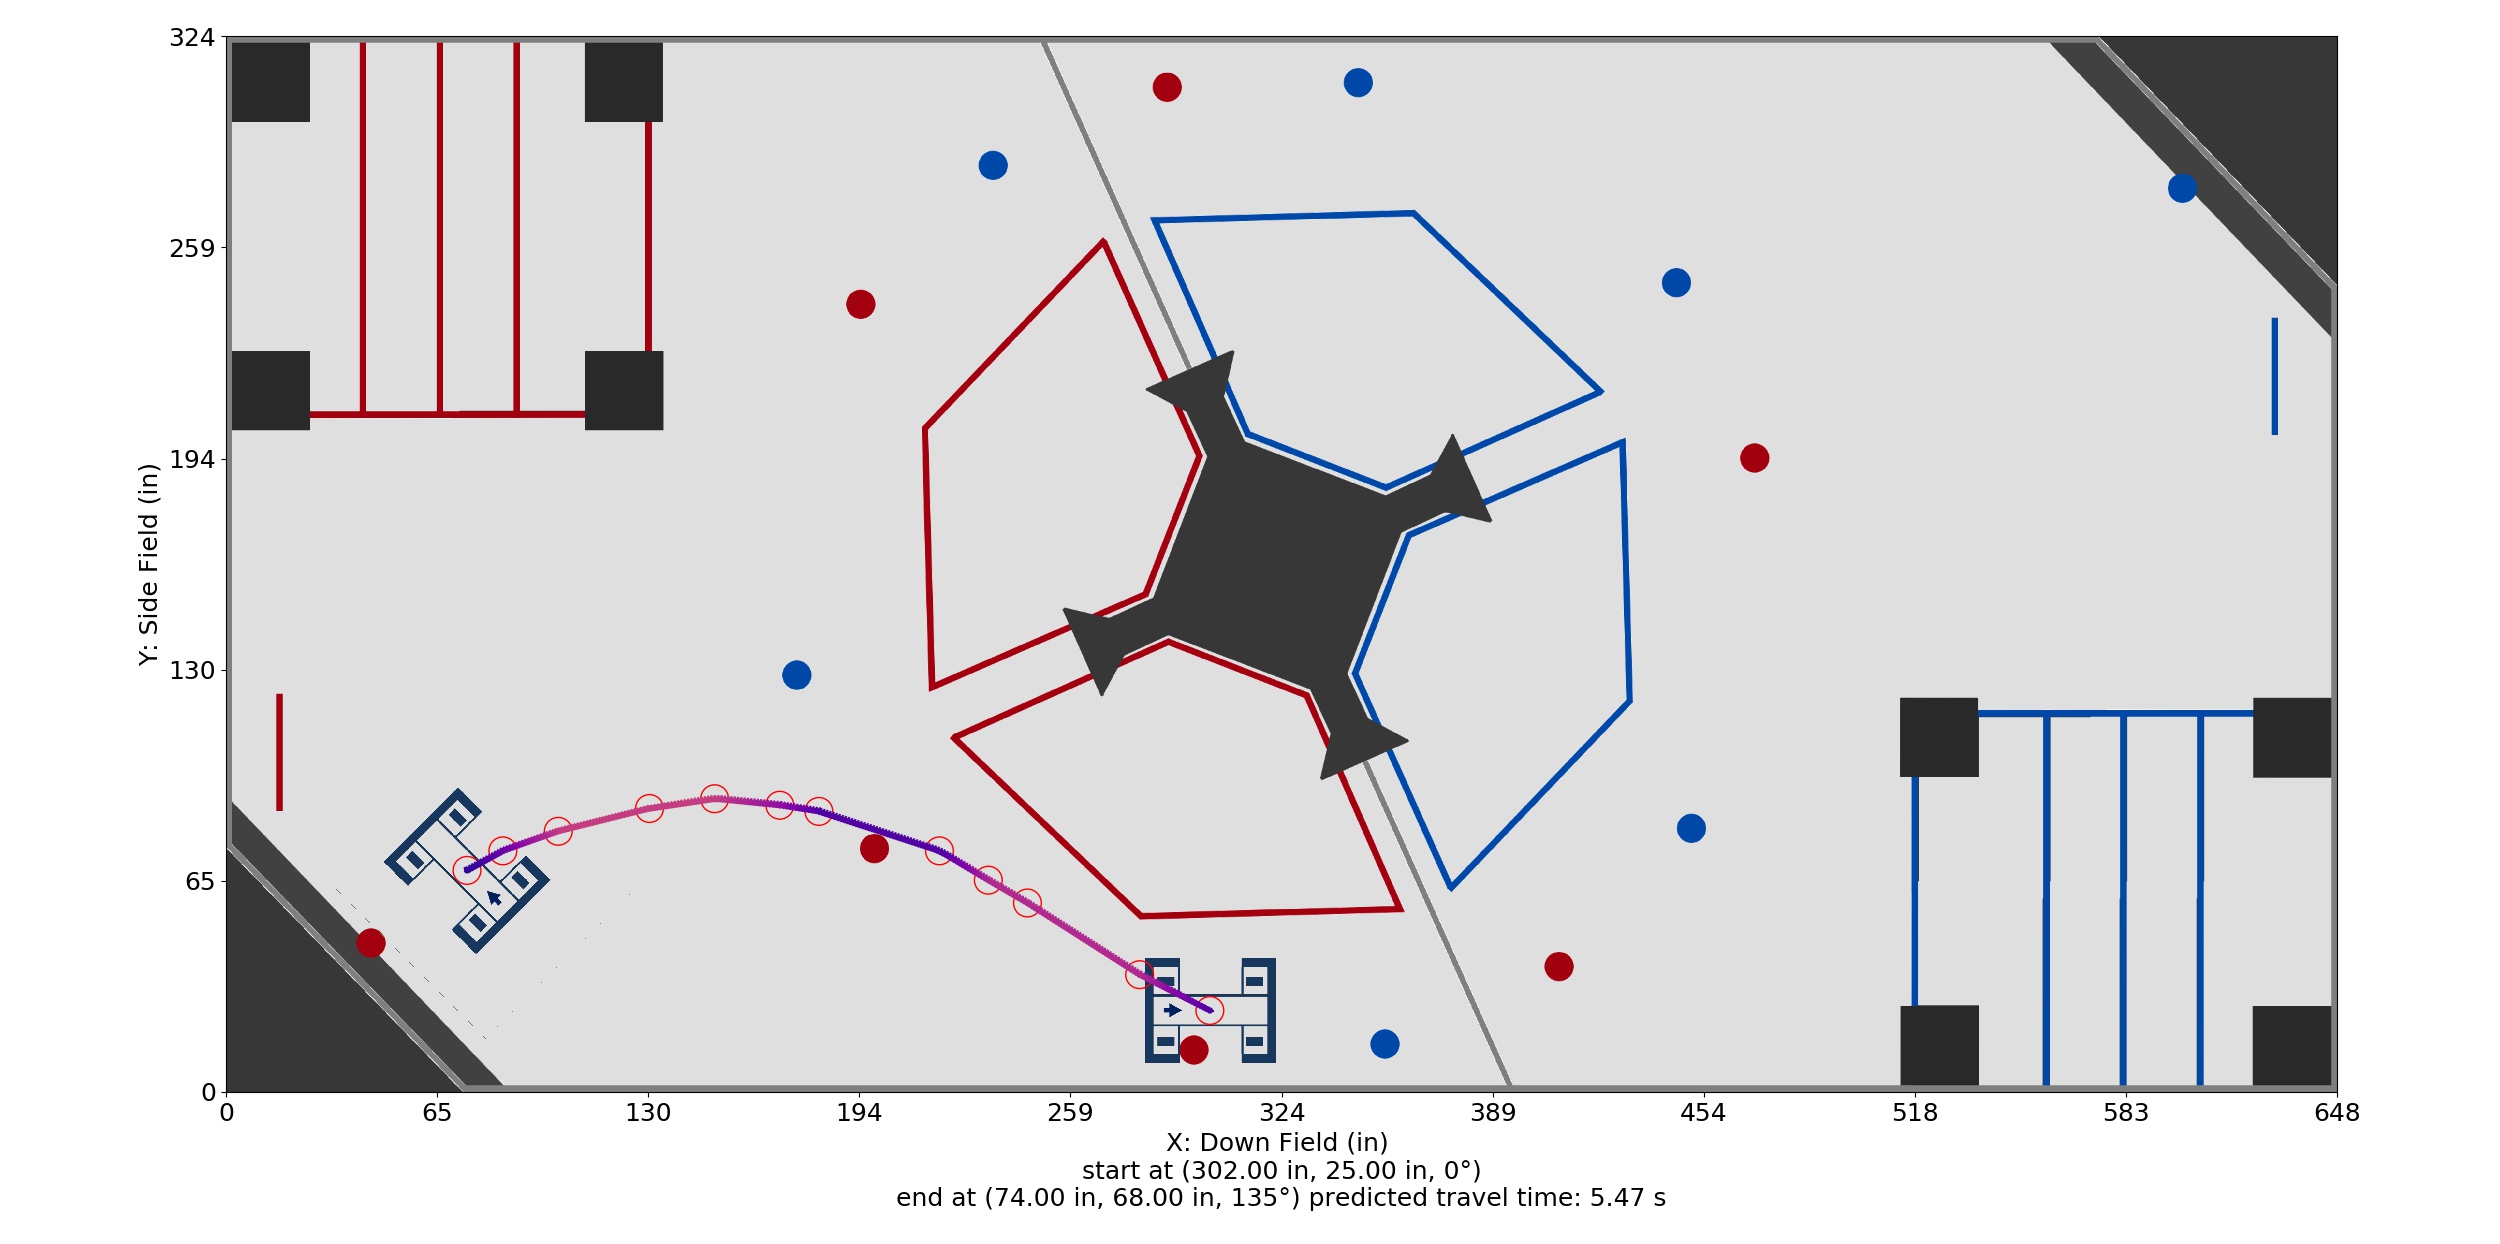 324
259
194
130
65
0
Y: Side Field (in)
0 65 130 194 259 324 389 454 518 583 648
X: Down Field (in)
start at (302.00 in, 25.00 in, 0°)
end at (74.00 in, 68.00 in, 135°) predicted travel time: 5.47 s